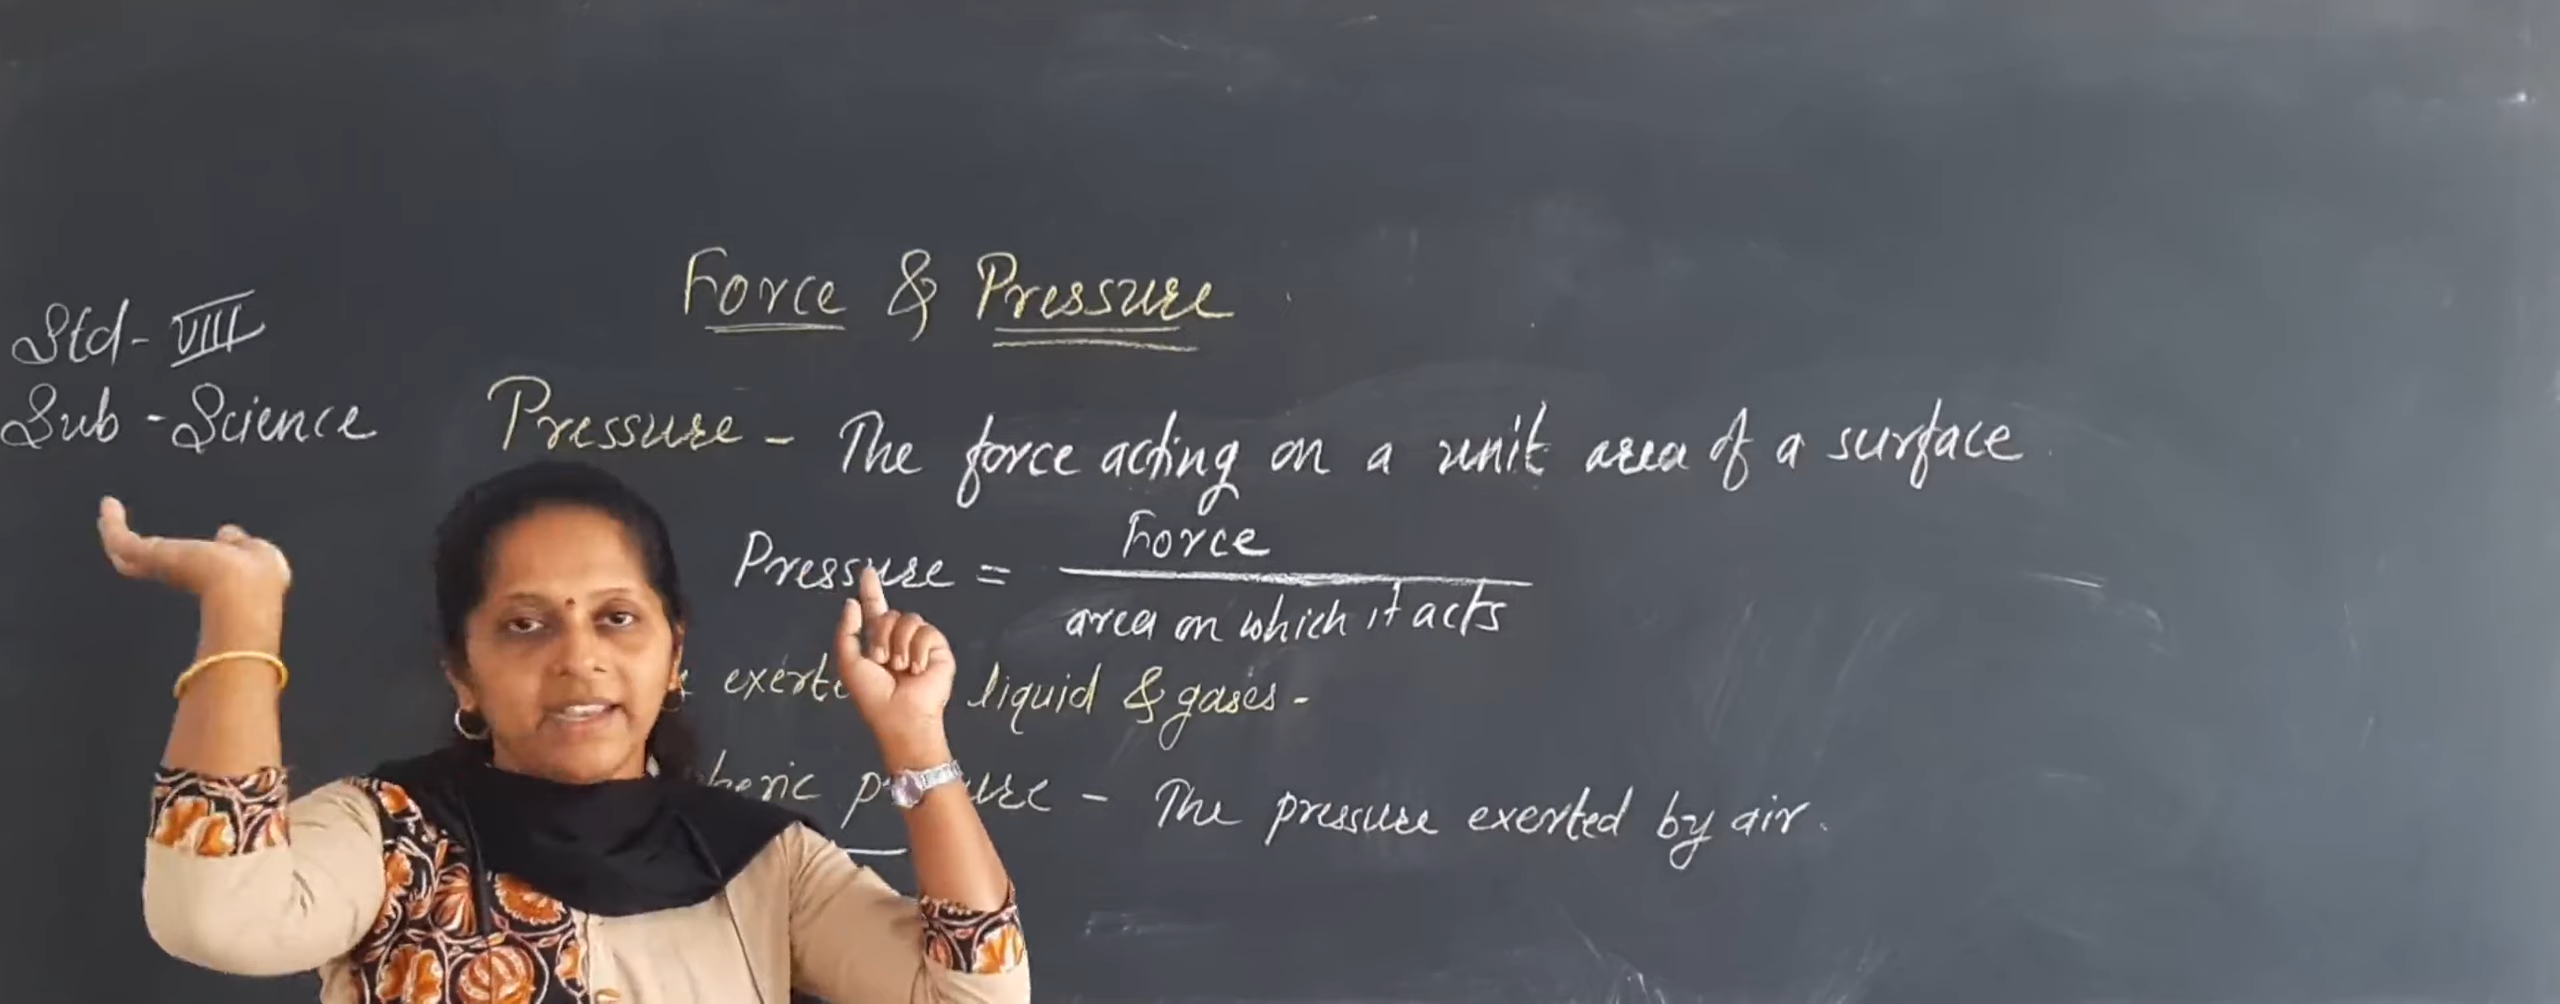 Force & Pressure
Std - VIII
Sub - Science
Pressure - The force acting on a unit area of a surface.
Pressure = Force
area on which it acts
liquid & gases -
The pressure exerted by air.